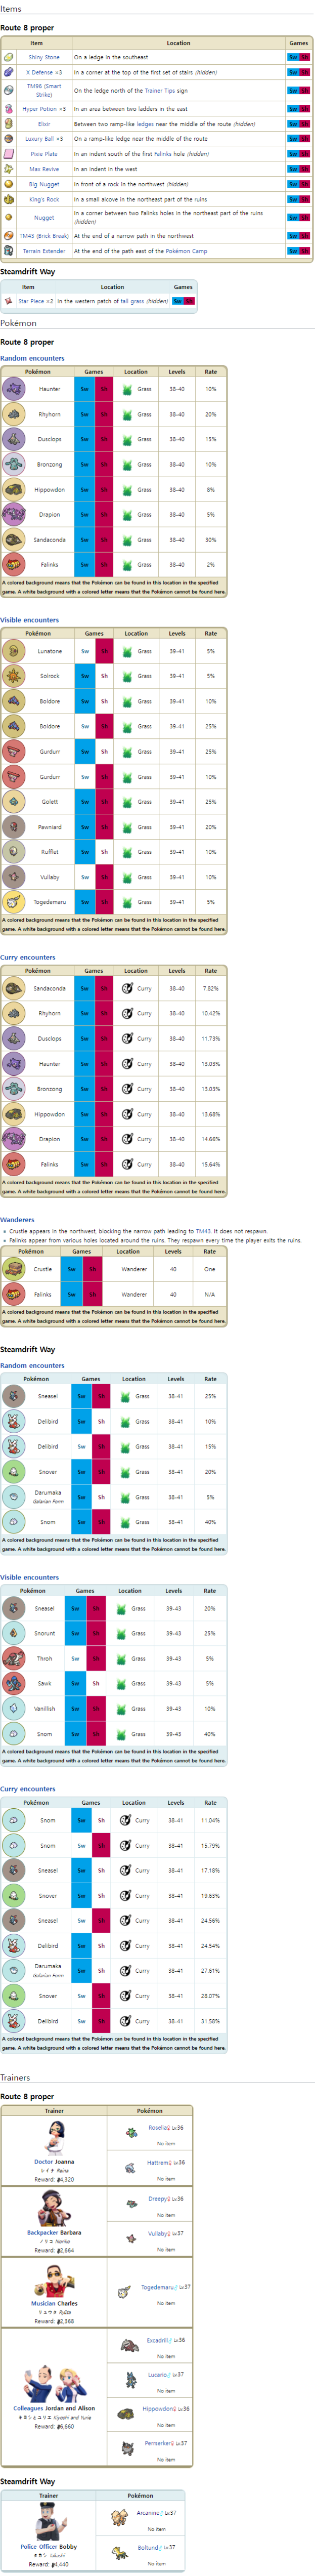 Items
Route 8 proper
Item Location Games
Shiny Stone On a ledge in the southeast Sw Sh
X Defense ×3 In a corner at the top of the first set of stairs (hidden) Sw Sh
TM96 (Smart Strike) On the ledge north of the Trainer Tips sign Sw Sh
Hyper Potion ×3 In an area between two ladders in the east Sw Sh
Elixir Between two ramp-like ledges near the middle of the route (hidden) Sw Sh
Luxury Ball ×3 On a ramp-like ledge near the middle of the route Sw Sh
Pixie Plate In an indent south of the first Falinks hole (hidden) Sw Sh
Max Revive In an indent in the west Sw Sh
Big Nugget In front of a rock in the northwest (hidden) Sw Sh
King's Rock In a small alcove in the northeast part of the ruins Sw Sh
Nugget In a corner between two Falinks holes in the northeast part of the ruins (hidden) Sw Sh
TM43 (Brick Break) At the end of a narrow path in the northwest Sw Sh
Terrain Extender At the end of the path east of the Pokémon Camp Sw Sh
Steamdrift Way
Item Location Games
Star Piece ×2 In the western patch of tall grass (hidden) Sw Sh
Pokémon
Route 8 proper
Random encounters
Pokémon Games Location Levels Rate
Haunter Sw Sh Grass 38-40 10%
Rhyhorn Sw Sh Grass 38-40 20%
Dusclops Sw Sh Grass 38-40 15%
Bronzong Sw Sh Grass 38-40 10%
Hippowdon Sw Sh Grass 38-40 8%
Drapion Sw Sh Grass 38-40 5%
Sandaconda Sw Sh Grass 38-40 30%
Falinks Sw Sh Grass 38-40 2%
A colored background means that the Pokémon can be found in this location in the specified
game. A white background with a colored letter means that the Pokémon cannot be found here.
Visible encounters
Pokémon Games Location Levels Rate
Lunatone Sw Sh Grass 39-41 5%
Solrock Sw Sh Grass 39-41 5%
Boldore Sw Sh Grass 39-41 10%
Boldore Sw Sh Grass 39-41 25%
Gurdurr Sw Sh Grass 39-41 25%
Gurdurr Sw Sh Grass 39-41 10%
Golett Sw Sh Grass 39-41 25%
Pawniard Sw Sh Grass 39-41 20%
Rufflet Sw Sh Grass 39-41 10%
Vullaby Sw Sh Grass 39-41 10%
Togedemaru Sw Sh Grass 39-41 5%
A colored background means that the Pokémon can be found in this location in the specified
game. A white background with a colored letter means that the Pokémon cannot be found here.
Curry encounters
Pokémon Games Location Levels Rate
Sandaconda Sw Sh Curry 38-40 7.82%
Rhyhorn Sw Sh Curry 38-40 10.42%
Dusclops Sw Sh Curry 38-40 11.73%
Haunter Sw Sh Curry 38-40 13.03%
Bronzong Sw Sh Curry 38-40 13.03%
Hippowdon Sw Sh Curry 38-40 13.68%
Drapion Sw Sh Curry 38-40 14.66%
Falinks Sw Sh Curry 38-40 15.64%
A colored background means that the Pokémon can be found in this location in the specified
game. A white background with a colored letter means that the Pokémon cannot be found here.
Wanderers
Crustle appears in the northwest, blocking the narrow path leading to TM43. It does not respawn.
Falinks appear from various holes located around the ruins. They respawn every time the player exits the ruins.
Pokémon Games Location Levels Rate
Crustle Sw Sh Wanderer 40 One
Falinks Sw Sh Wanderer 40 N/A
A colored background means that the Pokémon can be found in this location in the specified
game. A white background with a colored letter means that the Pokémon cannot be found here.
Steamdrift Way
Random encounters
Pokémon Games Location Levels Rate
Sneasel Sw Sh Grass 38-41 25%
Delibird Sw Sh Grass 38-41 10%
Delibird Sw Sh Grass 38-41 15%
Snover Sw Sh Grass 38-41 20%
Darumaka Galarian Form Sw Sh Grass 38-41 5%
Snom Sw Sh Grass 38-41 40%
A colored background means that the Pokémon can be found in this location in the specified
game. A white background with a colored letter means that the Pokémon cannot be found here.
Visible encounters
Pokémon Games Location Levels Rate
Sneasel Sw Sh Grass 39-43 20%
Snorunt Sw Sh Grass 39-43 25%
Throh Sw Sh Grass 39-43 5%
Sawk Sw Sh Grass 39-43 5%
Vanillish Sw Sh Grass 39-43 10%
Snom Sw Sh Grass 39-43 40%
A colored background means that the Pokémon can be found in this location in the specified
game. A white background with a colored letter means that the Pokémon cannot be found here.
Curry encounters
Pokémon Games Location Levels Rate
Snom Sw Sh Curry 38-41 11.04%
Snom Sw Sh Curry 38-41 15.79%
Sneasel Sw Sh Curry 38-41 17.18%
Snover Sw Sh Curry 38-41 19.63%
Sneasel Sw Sh Curry 38-41 24.56%
Delibird Sw Sh Curry 38-41 24.54%
Darumaka Galarian Form Sw Sh Curry 38-41 27.61%
Snover Sw Sh Curry 38-41 28.07%
Delibird Sw Sh Curry 38-41 31.58%
A colored background means that the Pokémon can be found in this location in the specified
game. A white background with a colored letter means that the Pokémon cannot be found here.
Trainers
Route 8 proper
Trainer Pokémon
Doctor Joanna
レイナ Reina
Reward: 4,320
Roselia♀ Lv.36
No item
Hattrem♀ Lv.36
No item
Backpacker Barbara
ノリコ Noriko
Reward: 2,664
Dreepy♀ Lv.36
No item
Vullaby♀ Lv.37
No item
Musician Charles
リョウタ Ryōta
Reward: 2,368
Togedemaru♂ Lv.37
No item
Colleagues Jordan and Alison
キヨシとユリエ Kiyoshi and Yurie
Reward: 6,660
Excadrill♂ Lv.36
No item
Lucario♂ Lv.37
No item
Hippowdon♀ Lv.36
No item
Perrserker♀ Lv.37
No item
Steamdrift Way
Trainer Pokémon
Police Officer Bobby
タカシ Takashi
Reward: 4,440
Arcanine♂ Lv.37
No item
Boltund♂ Lv.37
No item